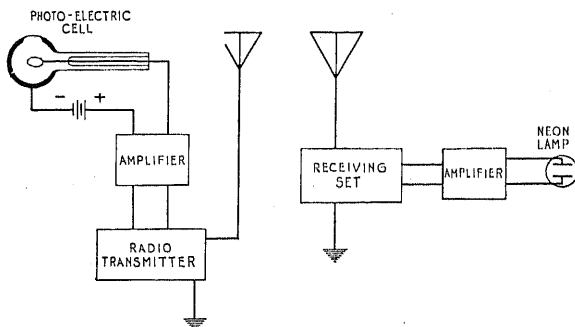 PHOTO-ELECTRIC
CELL
- +
AMPLIFIER
RADIO
TRANSMITTER
RECEIVING
SET
AMPLIFIER
NEON
LAMP